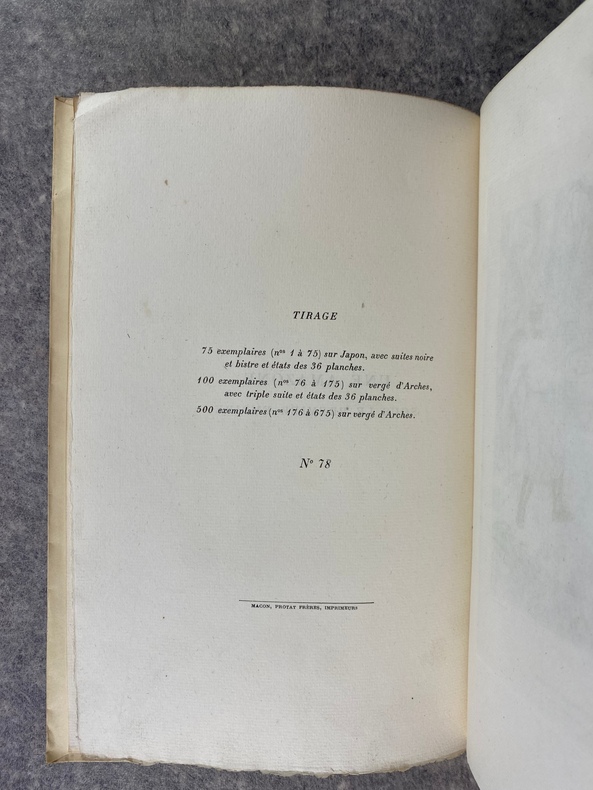 TIRAGE
75 exemplaires (nos 1 à 75) sur Japon, avec suites noire
et bistre et états des 36 planches.
100 exemplaires (nos 76 à 175) sur vergé d'Arches,
avec triple suite et états des 36 planches.
500 exemplaires (nos 176 à 675) sur vergé d'Arches.
No 78
MACON, PROTAT FRÈRES, IMPRIMEURS